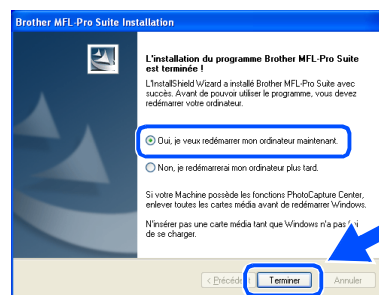 Brother MFL-Pro Suite Installation
L'installation du programme Brother MFL-Pro Suite
est terminée !
L'InstallShield Wizard a installé Brother MFL-Pro Suite avec
succès. Avant de pouvoir utiliser le programme, vous devez
redémarrer votre ordinateur.
Oui, je veux redémarrer mon ordinateur maintenant.
Non, je redémarrerai mon ordinateur plus tard.
Si votre Machine possède les fonctions PhotoCapture Center,
enlever toutes les cartes média avant de redémarrer Windows.
N'insérer pas une carte média tant que Windows n'a pas
de se charger.
< Précédent Terminer Annuler